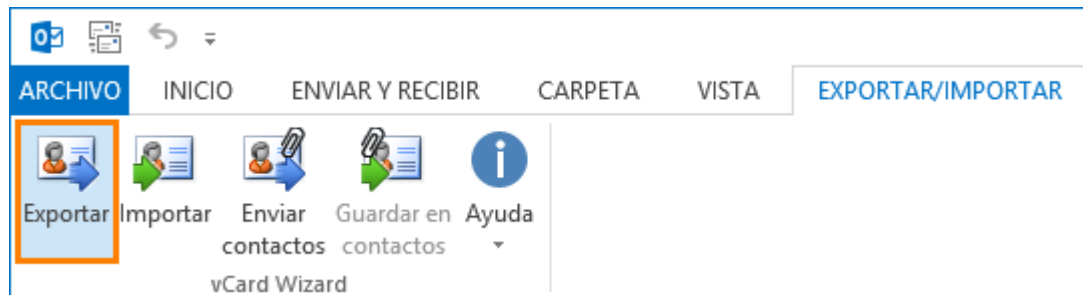 ARCHIVO INICIO ENVIAR Y RECIBIR CARPETA VISTA EXPORTAR/IMPORTAR
Exportar Importar Enviar Guardar en Ayuda
contactos contactos
vCard Wizard